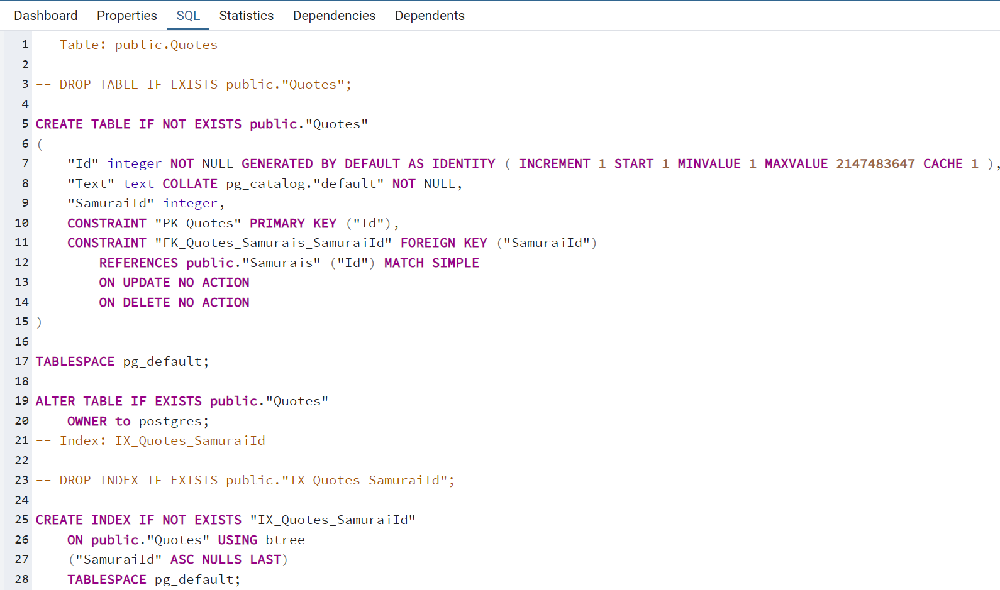 Dashboard Properties SQL Statistics Dependencies Dependents
1 -- Table: public.Quotes
2
3 -- DROP TABLE IF EXISTS public."Quotes";
4
5 CREATE TABLE IF NOT EXISTS public."Quotes"
6 (
7     "Id" integer NOT NULL GENERATED BY DEFAULT AS IDENTITY ( INCREMENT 1 START 1 MINVALUE 1 MAXVALUE 2147483647 CACHE 1 ),
8     "Text" text COLLATE pg_catalog."default" NOT NULL,
9     "SamuraiId" integer,
10     CONSTRAINT "PK_Quotes" PRIMARY KEY ("Id"),
11     CONSTRAINT "FK_Quotes_Samurais_SamuraiId" FOREIGN KEY ("SamuraiId")
12         REFERENCES public."Samurais" ("Id") MATCH SIMPLE
13         ON UPDATE NO ACTION
14         ON DELETE NO ACTION
15 )
16
17 TABLESPACE pg_default;
18
19 ALTER TABLE IF EXISTS public."Quotes"
20     OWNER to postgres;
21 -- Index: IX_Quotes_SamuraiId
22
23 -- DROP INDEX IF EXISTS public."IX_Quotes_SamuraiId";
24
25 CREATE INDEX IF NOT EXISTS "IX_Quotes_SamuraiId"
26     ON public."Quotes" USING btree
27     ("SamuraiId" ASC NULLS LAST)
28     TABLESPACE pg_default;